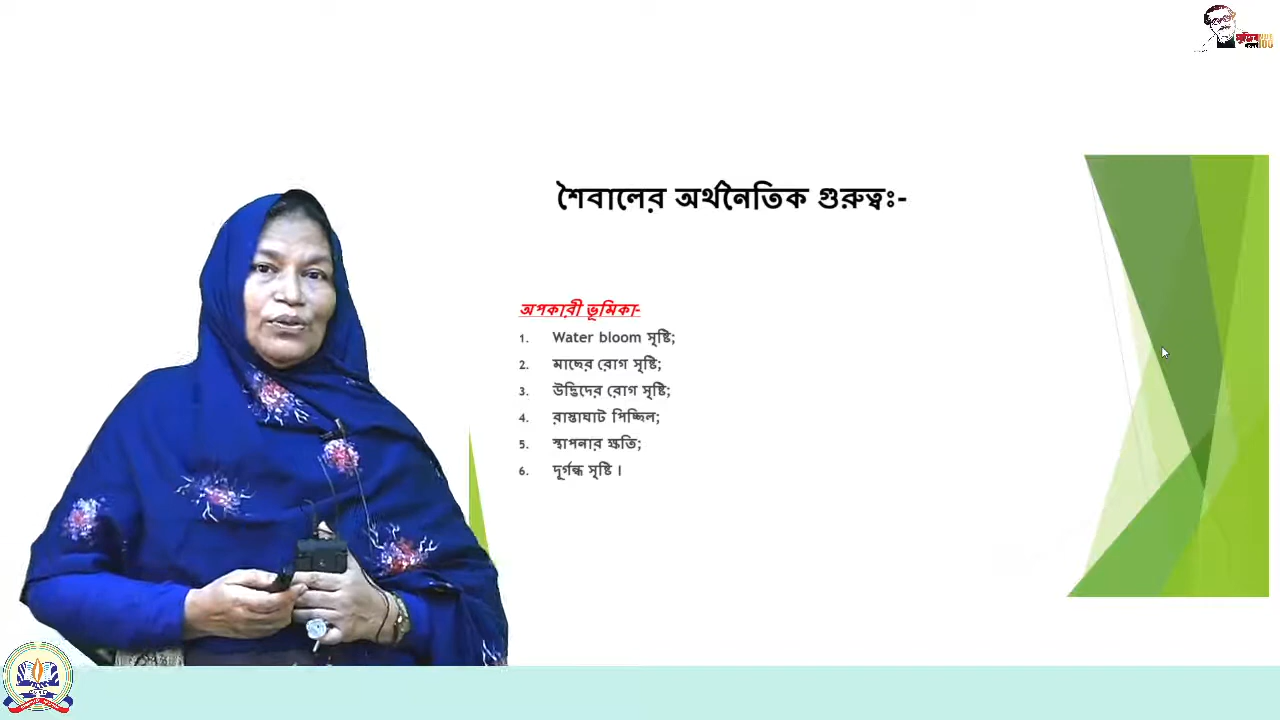 শৈবালের অর্থনৈতিক গুরুত্বঃ-
অপকারী ভূমিকা-
1. Water bloom সৃষ্টি;
2. মাছের রোগ সৃষ্টি;
3. উদ্ভিদের রোগ সৃষ্টি;
4. রাস্তাঘাট পিচ্ছিল;
5. স্থাপনার ক্ষতি;
6. দূর্গন্ধ সৃষ্টি ।